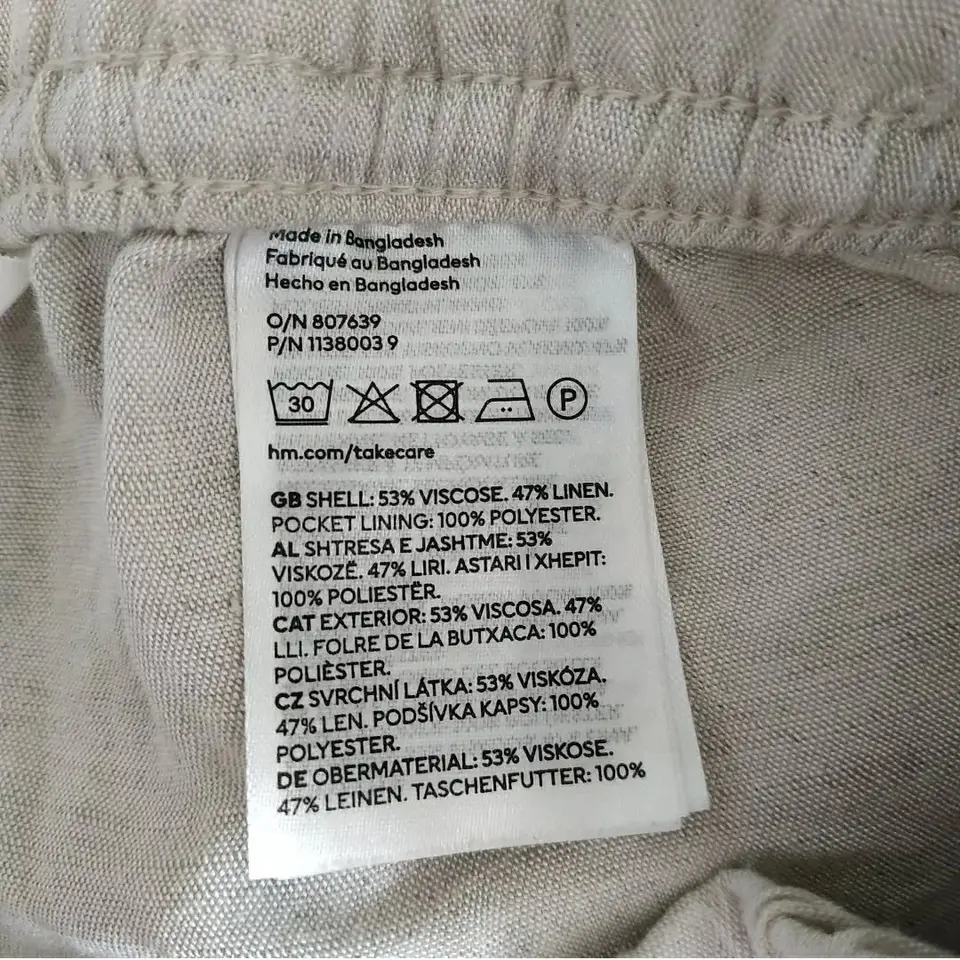 Made in Bangladesh
Fabriqué au Bangladesh
Hecho en Bangladesh
O/N 807639
P/N 1138003 9
30 P
hm.com/takecare
GB SHELL: 53% VISCOSE. 47% LINEN.
POCKET LINING: 100% POLYESTER.
AL SHTRESA E JASHTME: 53%
VISKOZË. 47% LIRI. ASTARI I XHEPIT:
100% POLIESTËR.
CAT EXTERIOR: 53% VISCOSA. 47%
LLI. FOLRE DE LA BUTXACA: 100%
POLIÈSTER.
CZ SVRCHNÍ LÁTKA: 53% VISKÓZA.
47% LEN. PODŠÍVKA KAPSY: 100%
POLYESTER.
DE OBERMATERIAL: 53% VISKOSE.
47% LEINEN. TASCHENFUTTER: 100%